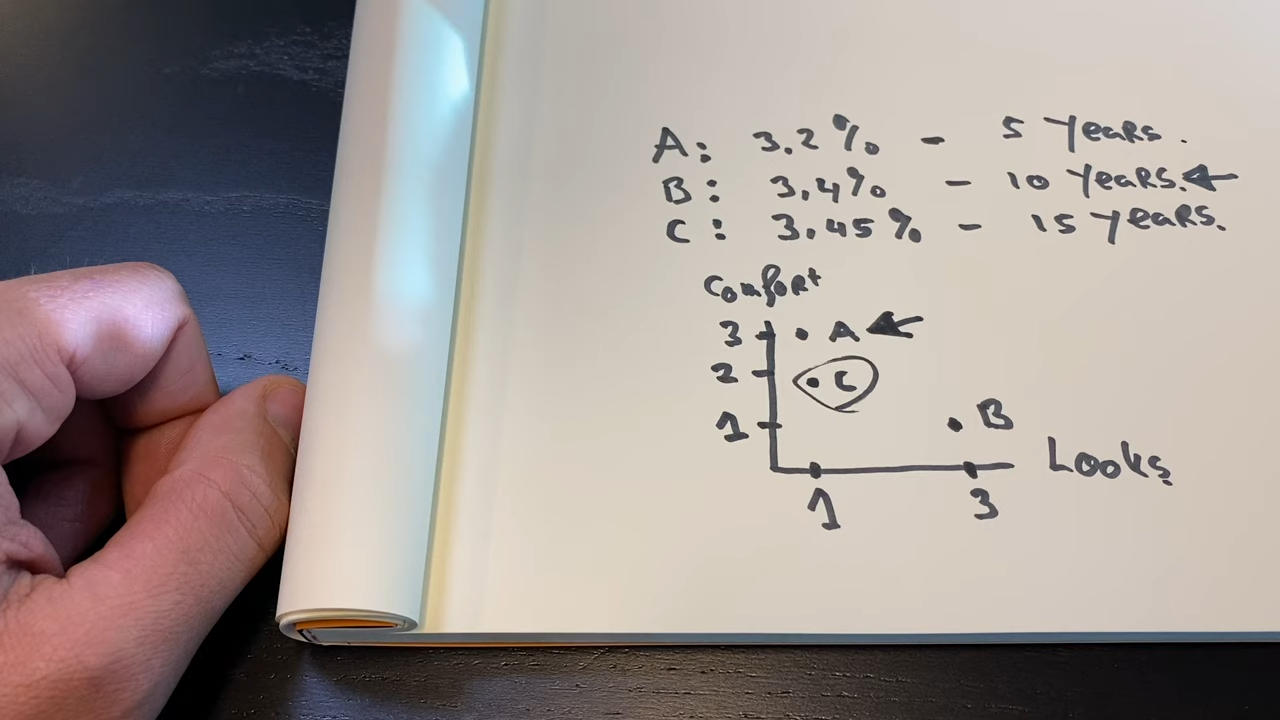 A: 3.2% - 5 Years.
B: 3.4% - 10 Years.
C: 3.45% - 15 Years.
Comfort
3 A
2 C
1 B
Looks
1 3